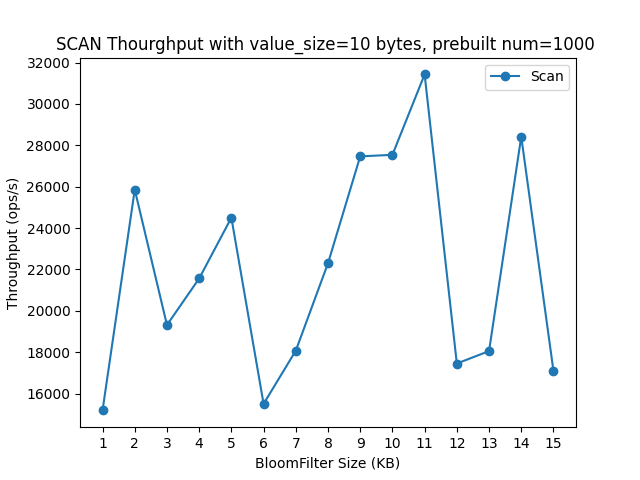 SCAN Thourghput with value_size=10 bytes, prebuilt num=1000
Scan
32000
30000
28000
26000
24000
22000
20000
18000
16000
Throughput (ops/s)
1 2 3 4 5 6 7 8 9 10 11 12 13 14 15
BloomFilter Size (KB)